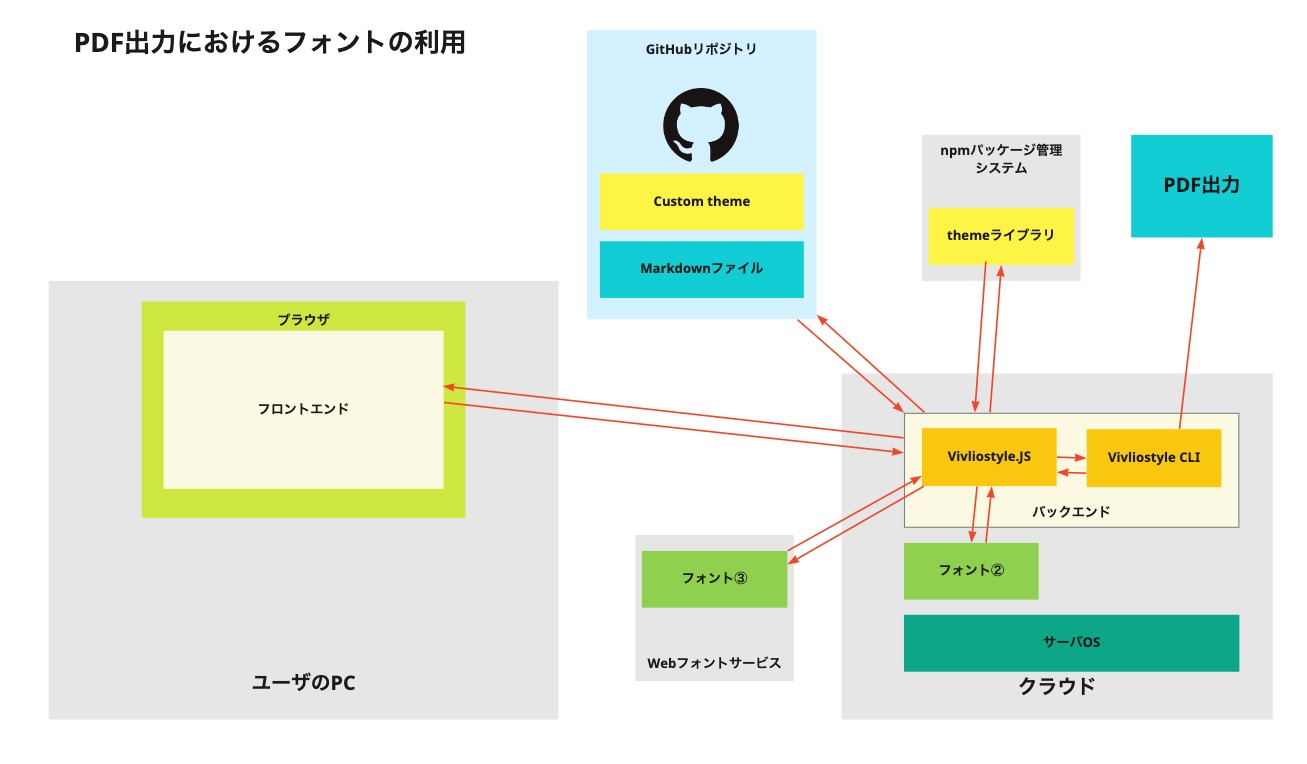 PDF出力におけるフォントの利用
GitHubリポジトリ
Custom theme
Markdownファイル
npmパッケージ管理
システム
themeライブラリ
PDF出力
ブラウザ
フロントエンド
ユーザのPC
Vivliostyle.JS
Vivliostyle CLI
バックエンド
フォント③
Webフォントサービス
フォント②
サーバOS
クラウド